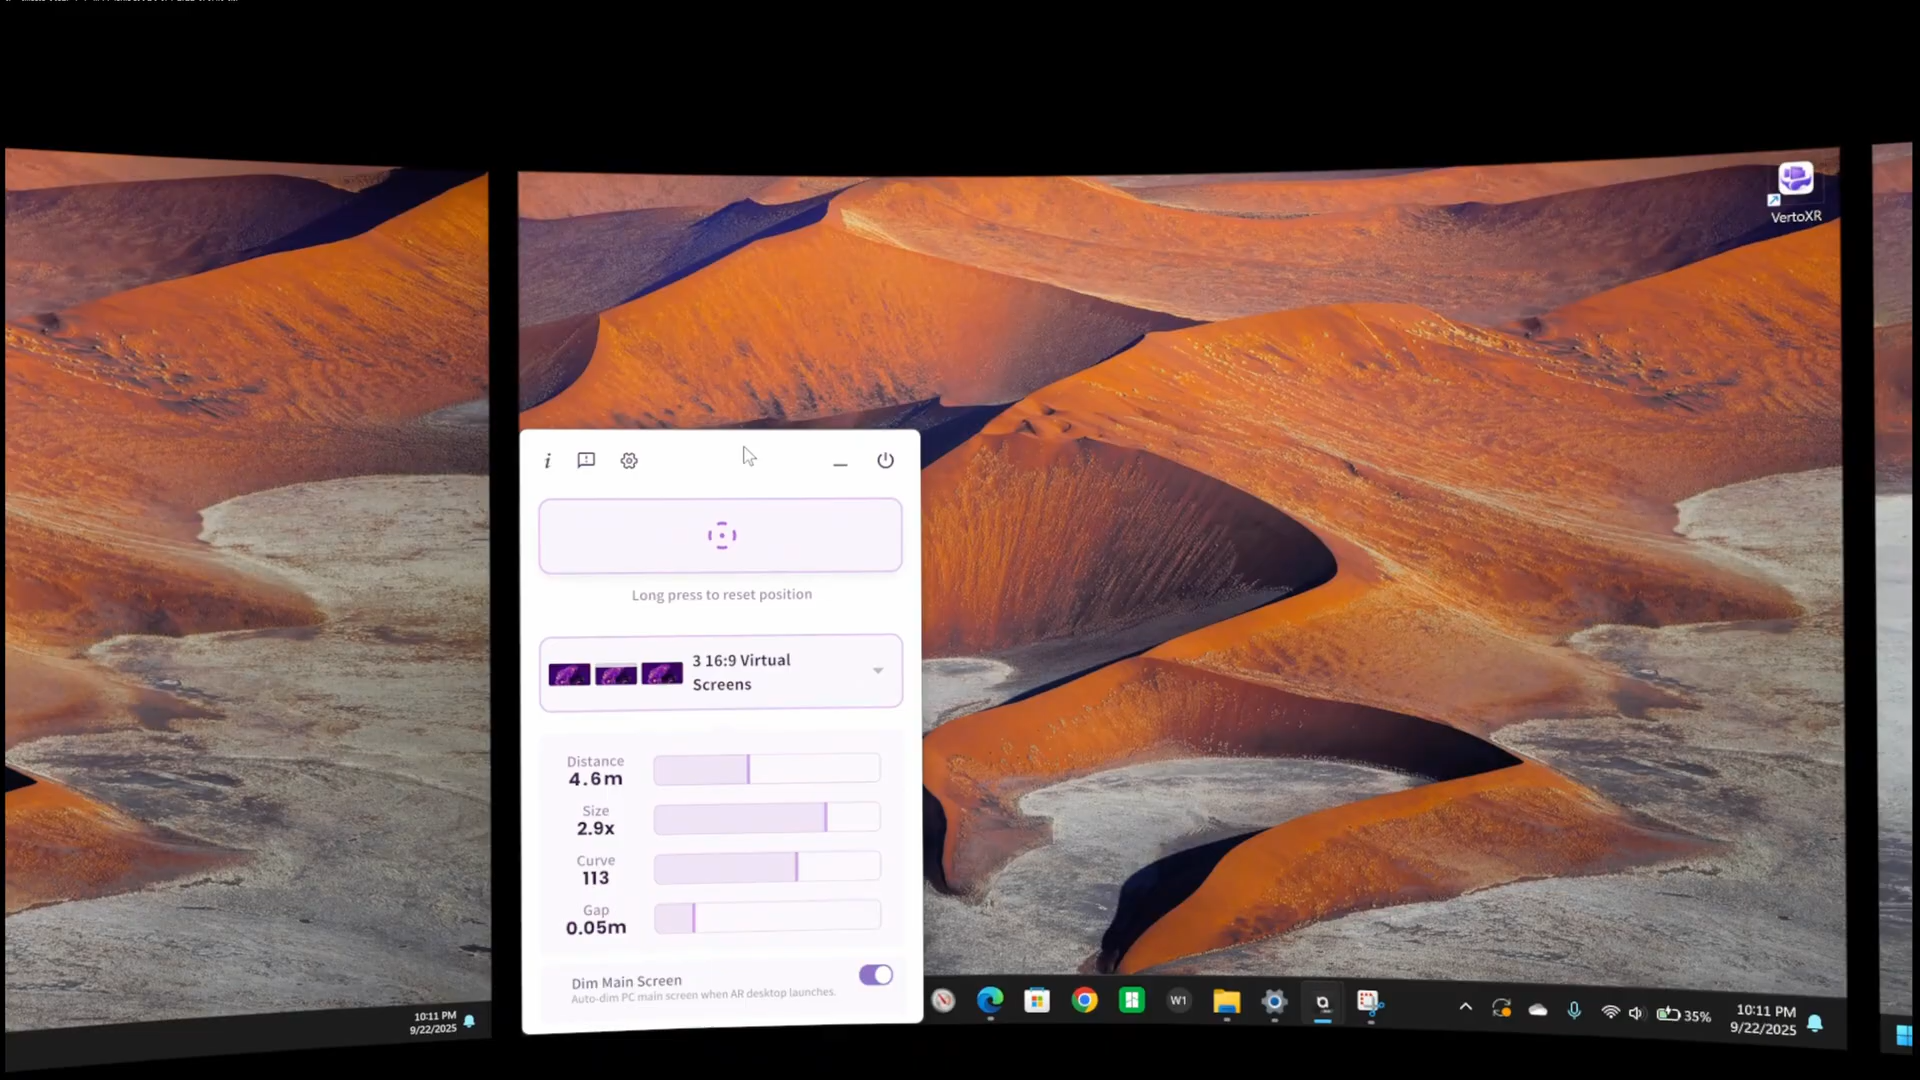 VertoXR
i
Long press to reset position
3 16:9 Virtual
Screens
Distance
4.6m
Size
2.9x
Curve
113
Gap
0.05m
Dim Main Screen
Auto-dim PC main screen when AR desktop launches.
10:11 PM
9/22/2025
W1
35%
10:11 PM
9/22/2025